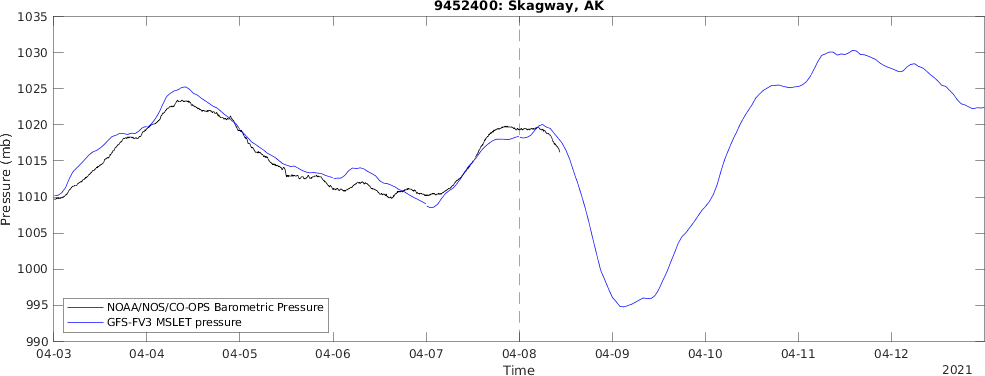 9452400: Skagway, AK
Pressure (mb)
1035
1030
1025
1020
1015
1010
1005
1000
995
990
NOAA/NOS/CO-OPS Barometric Pressure
GFS-FV3 MSLET pressure
04-03 04-04 04-05 04-06 04-07 04-08 04-09 04-10 04-11 04-12
Time
2021